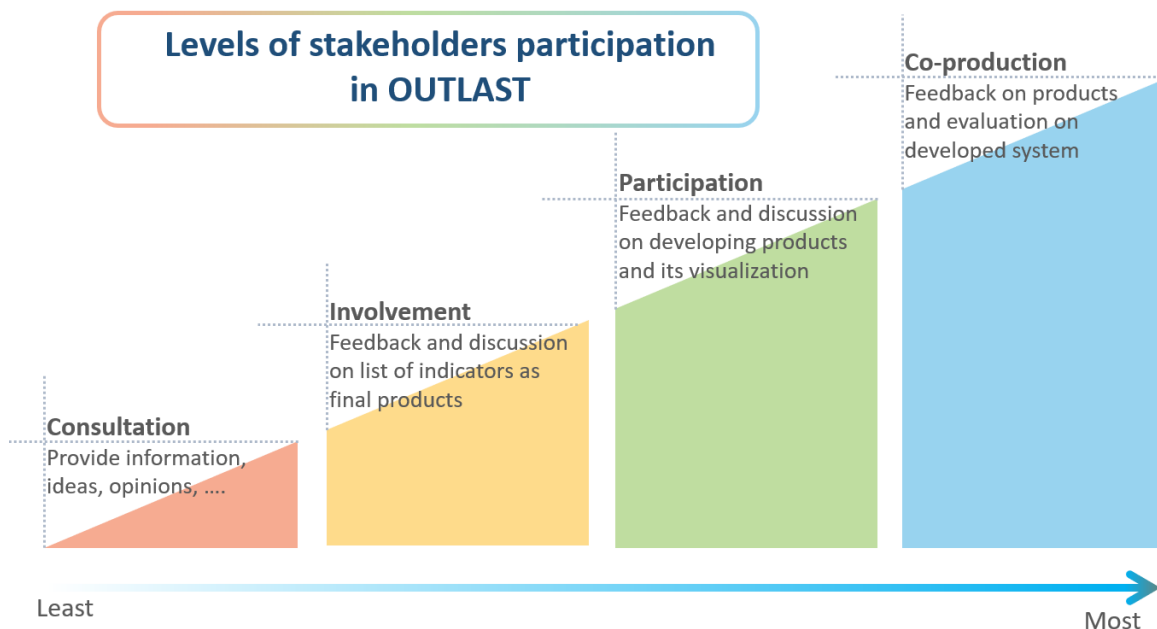 Levels of stakeholders participation
in OUTLAST
Co-production
Feedback on products
and evaluation on
developed system
Participation
Feedback and discussion
on developing products
and its visualization
Involvement
Feedback and discussion
on list of indicators as
final products
Consultation
Provide information,
ideas, opinions, ....
Least
Most